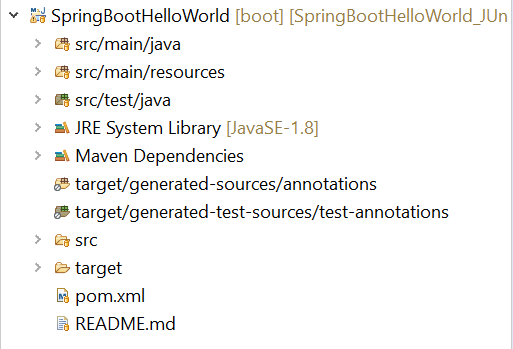 SpringBootHelloWorld [boot] [SpringBootHelloWorld_JUn
src/main/java
src/main/resources
src/test/java
JRE System Library [JavaSE-1.8]
Maven Dependencies
target/generated-sources/annotations
target/generated-test-sources/test-annotations
src
target
pom.xml
README.md